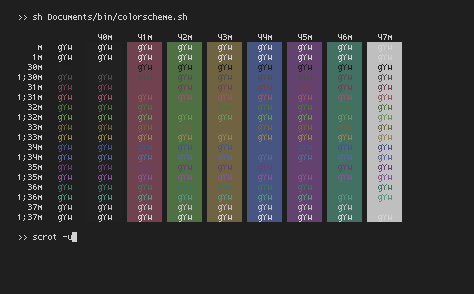 >> sh Documents/bin/colorscheme.sh
40m 41m 42m 43m 44m 45m 46m 47m
m gYw gYw gYw gYw gYw gYw gYw gYw gYw
1m gYw gYw gYw gYw gYw gYw gYw gYw gYw
30m gYw gYw gYw gYw gYw gYw gYw
1;30m gYw gYw gYw gYw gYw gYw gYw gYw gYw
31m gYw gYw gYw gYw gYw gYw gYw gYw
1;31m gYw gYw gYw gYw gYw gYw gYw gYw gYw
32m gYw gYw gYw gYw gYw gYw gYw gYw
1;32m gYw gYw gYw gYw gYw gYw gYw gYw gYw
33m gYw gYw gYw gYw gYw gYw gYw gYw
1;33m gYw gYw gYw gYw gYw gYw gYw gYw gYw
34m gYw gYw gYw gYw gYw gYw gYw gYw
1;34m gYw gYw gYw gYw gYw gYw gYw gYw gYw
35m gYw gYw gYw gYw gYw gYw gYw gYw
1;35m gYw gYw gYw gYw gYw gYw gYw gYw gYw
36m gYw gYw gYw gYw gYw gYw gYw gYw
1;36m gYw gYw gYw gYw gYw gYw gYw gYw gYw
37m gYw gYw gYw gYw gYw gYw gYw gYw
1;37m gYw gYw gYw gYw gYw gYw gYw gYw gYw
>> scrot -u